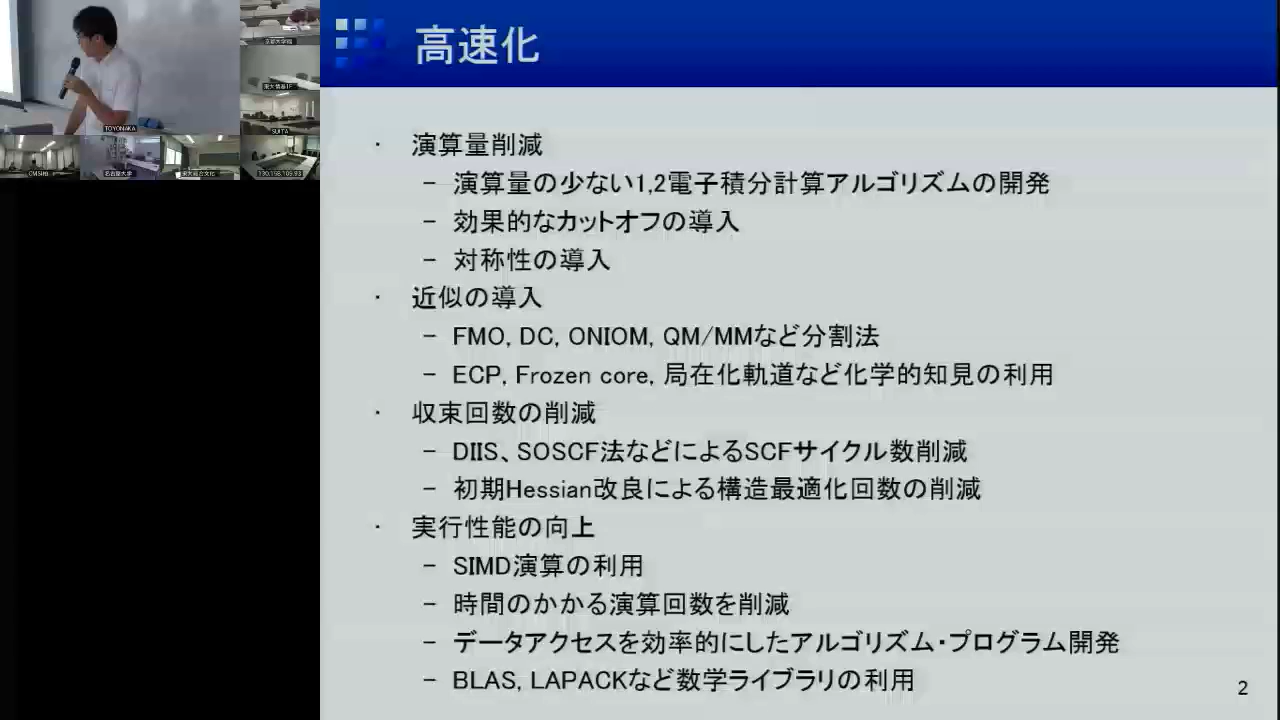 高速化
・ 演算量削減
– 演算量の少ない1,2電子積分計算アルゴリズムの開発
– 効果的なカットオフの導入
– 対称性の導入
・ 近似の導入
– FMO, DC, ONIOM, QM/MMなど分割法
– ECP, Frozen core, 局在化軌道など化学的知見の利用
・ 収束回数の削減
– DIIS、SOSCF法などによるSCFサイクル数削減
– 初期Hessian改良による構造最適化回数の削減
・ 実行性能の向上
– SIMD演算の利用
– 時間のかかる演算回数を削減
– データアクセスを効率的にしたアルゴリズム・プログラム開発
– BLAS, LAPACKなど数学ライブラリの利用
2
TOYONAKA
SUITA
名古屋大学